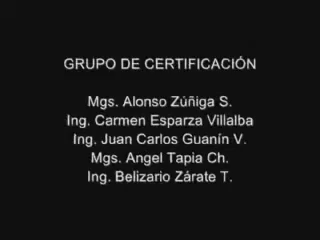 GRUPO DE CERTIFICACIÓN
Mgs. Alonso Zúñiga S.
Ing. Carmen Esparza Villalba
Ing. Juan Carlos Guanín V.
Mgs. Angel Tapia Ch.
Ing. Belizario Zárate T.